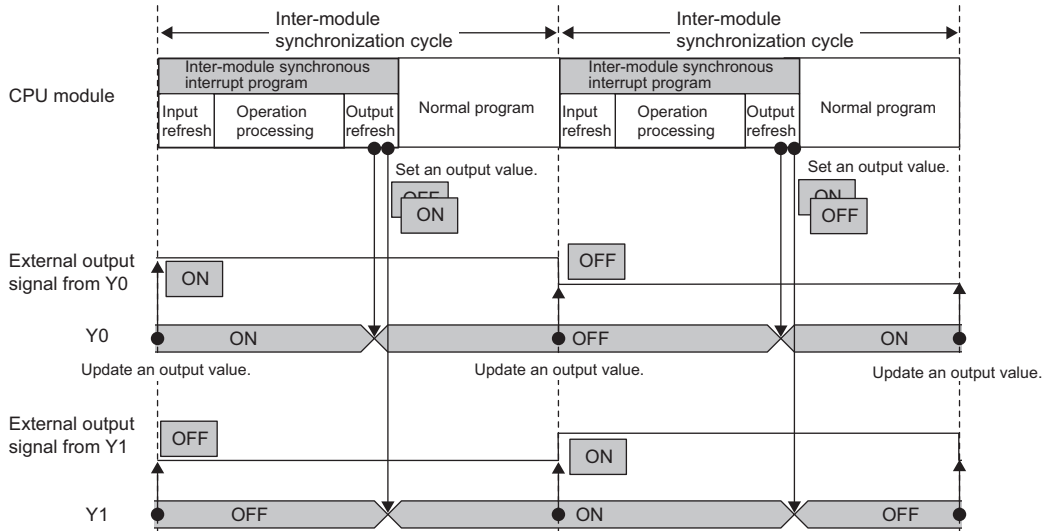 Inter-module
synchronization cycle
Inter-module
synchronization cycle
CPU module
Inter-module synchronous
interrupt program
Input
refresh
Operation
processing
Output
refresh
Normal program
Inter-module synchronous
interrupt program
Input
refresh
Operation
processing
Output
refresh
Normal program
Set an output value.
OFF
ON
Set an output value.
ON
OFF
External output
signal from Y0
ON
OFF
Y0
ON
OFF
ON
Update an output value.
Update an output value.
Update an output value.
External output
signal from Y1
OFF
ON
Y1
OFF
ON
OFF